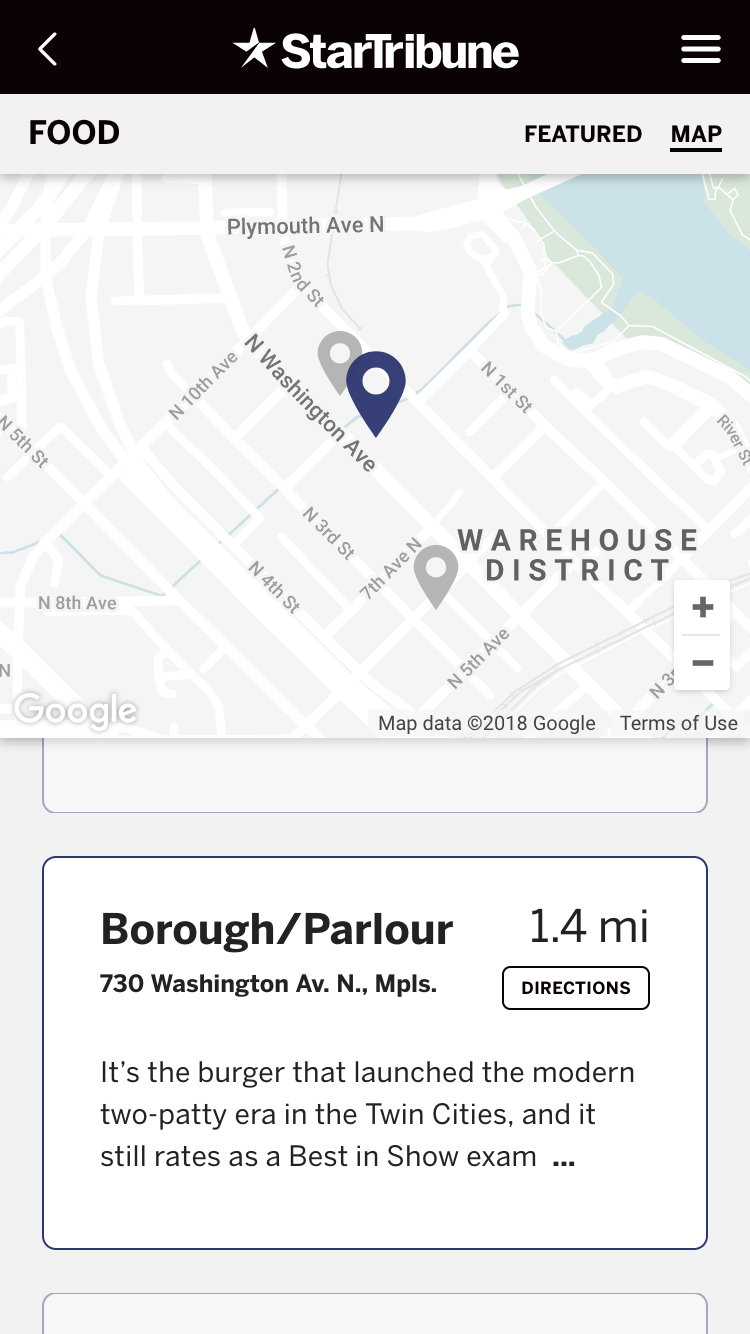 StarTribune
FOOD
FEATURED
MAP
Plymouth Ave N
N 2nd St
N Washington Ave
N 10th Ave
N 1st St
N 5th St
River St
WAREHOUSE
DISTRICT
N 3rd St
7th Ave N
N 4th St
N 8th Ave
N 5th Ave
N
N 3r
Google
Map data ©2018 Google
Terms of Use
Borough/Parlour
1.4 mi
730 Washington Av. N., Mpls.
DIRECTIONS
It’s the burger that launched the modern
two-patty era in the Twin Cities, and it
still rates as a Best in Show exam ...